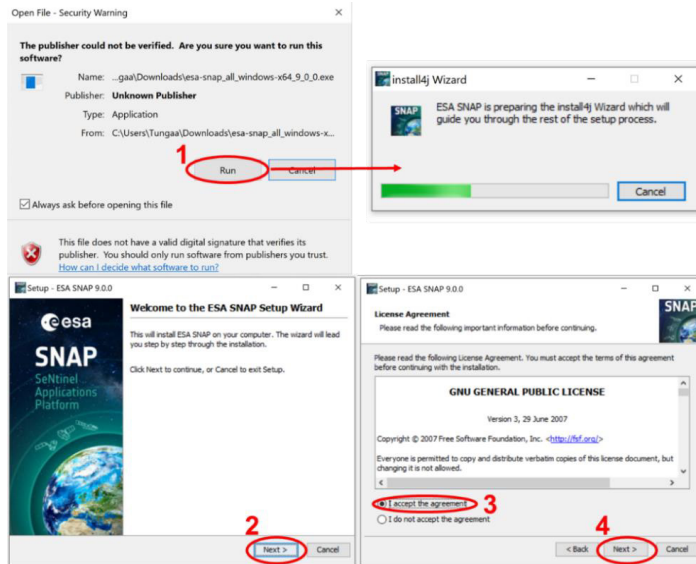 Open File - Security Warning
The publisher could not be verified. Are you sure you want to run this
software?
Name: ...gaa\Downloads\esa-snap_all_windows-x64_9_0_0.exe
Publisher: Unknown Publisher
Type: Application
From: C:\Users\Tungaa\Downloads\esa-snap_all_windows-x...
1
Run
Cancel
Always ask before opening this file
This file does not have a valid digital signature that verifies its
publisher. You should only run software from publishers you trust.
How can I decide what software to run?
install4j Wizard
SNAP
ESA SNAP is preparing the install4j Wizard which will
guide you through the rest of the setup process.
Cancel
Setup - ESA SNAP 9.0.0
esa
SNAP
SeNtinel
Applications
Platform
Welcome to the ESA SNAP Setup Wizard
This will install ESA SNAP on your computer. The wizard will lead
you step by step through the installation.
Click Next to continue, or Cancel to exit Setup.
2
Next >
Cancel
Setup - ESA SNAP 9.0.0
License Agreement
Please read the following important information before continuing.
SNAP
Please read the following License Agreement. You must accept the terms of this agreement
before continuing with the installation.
GNU GENERAL PUBLIC LICENSE
Version 3, 29 June 2007
Copyright © 2007 Free Software Foundation, Inc. <http://fsf.org/>
Everyone is permitted to copy and distribute verbatim copies of this license document, but
changing it is not allowed.
I accept the agreement
3
I do not accept the agreement
4
< Back
Next >
Cancel